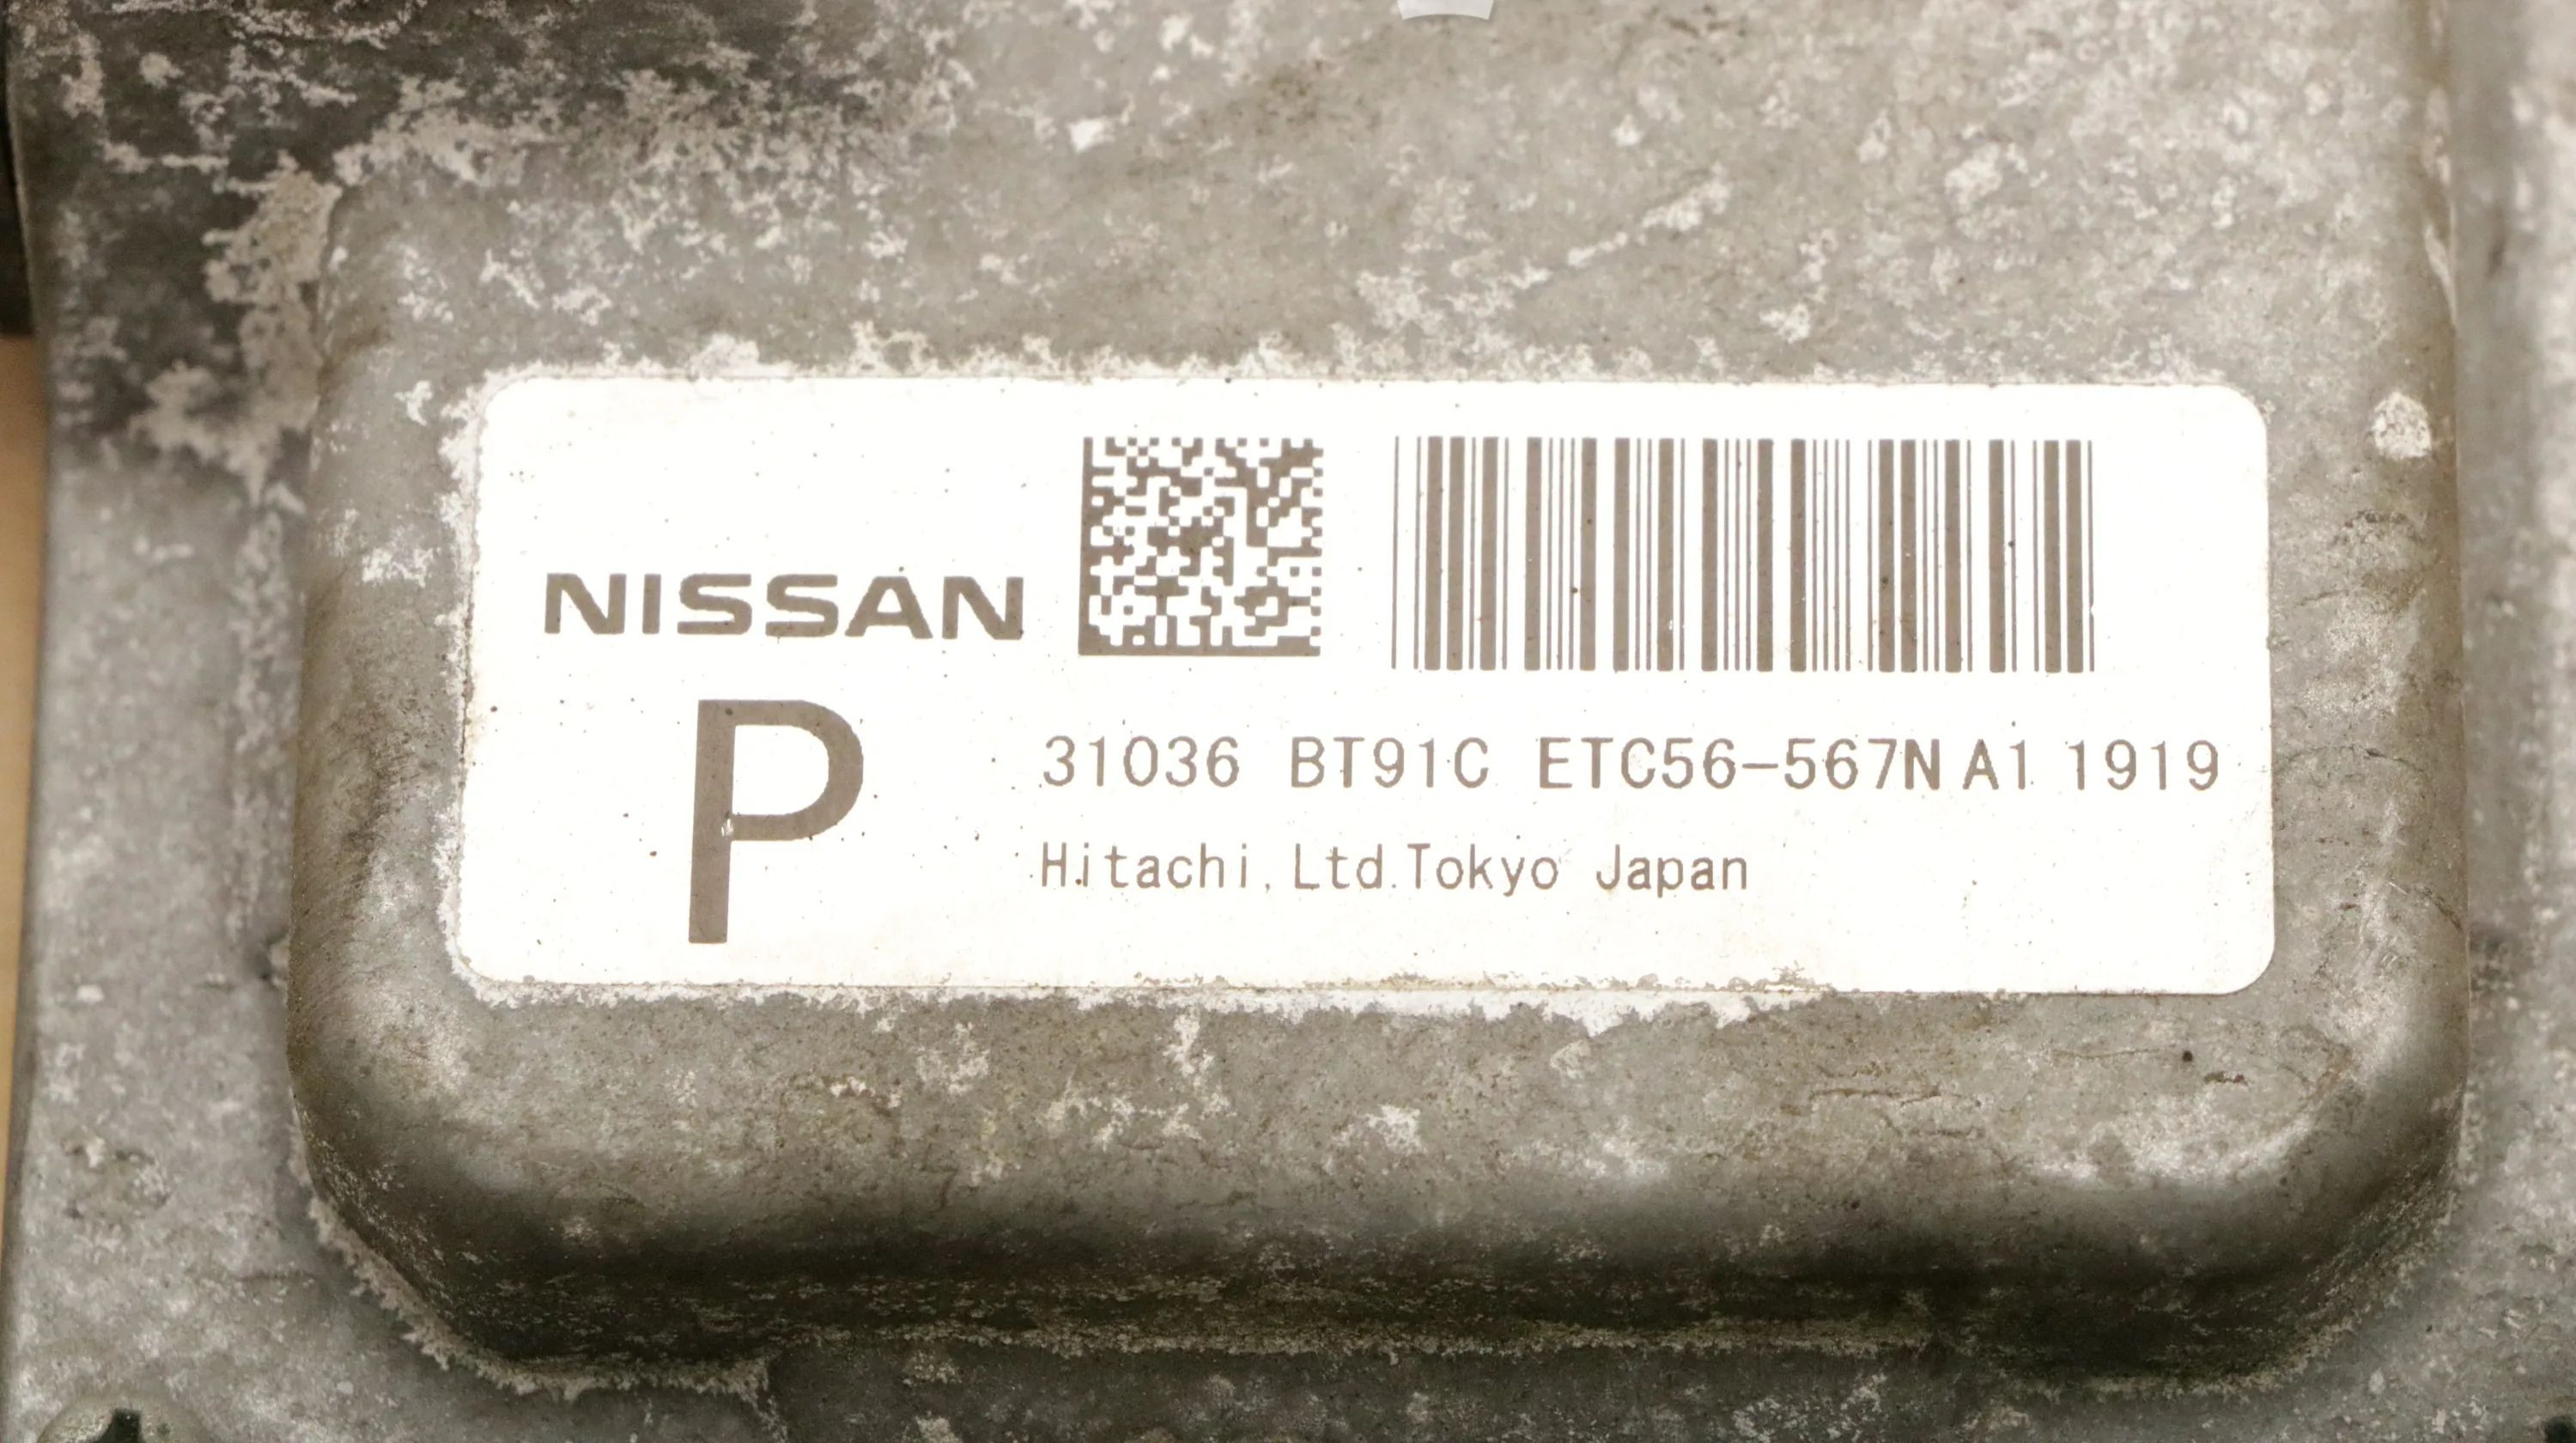 NISSAN
P
31036 BT91C ETC56-567N A1 1919
Hitachi, Ltd.Tokyo Japan